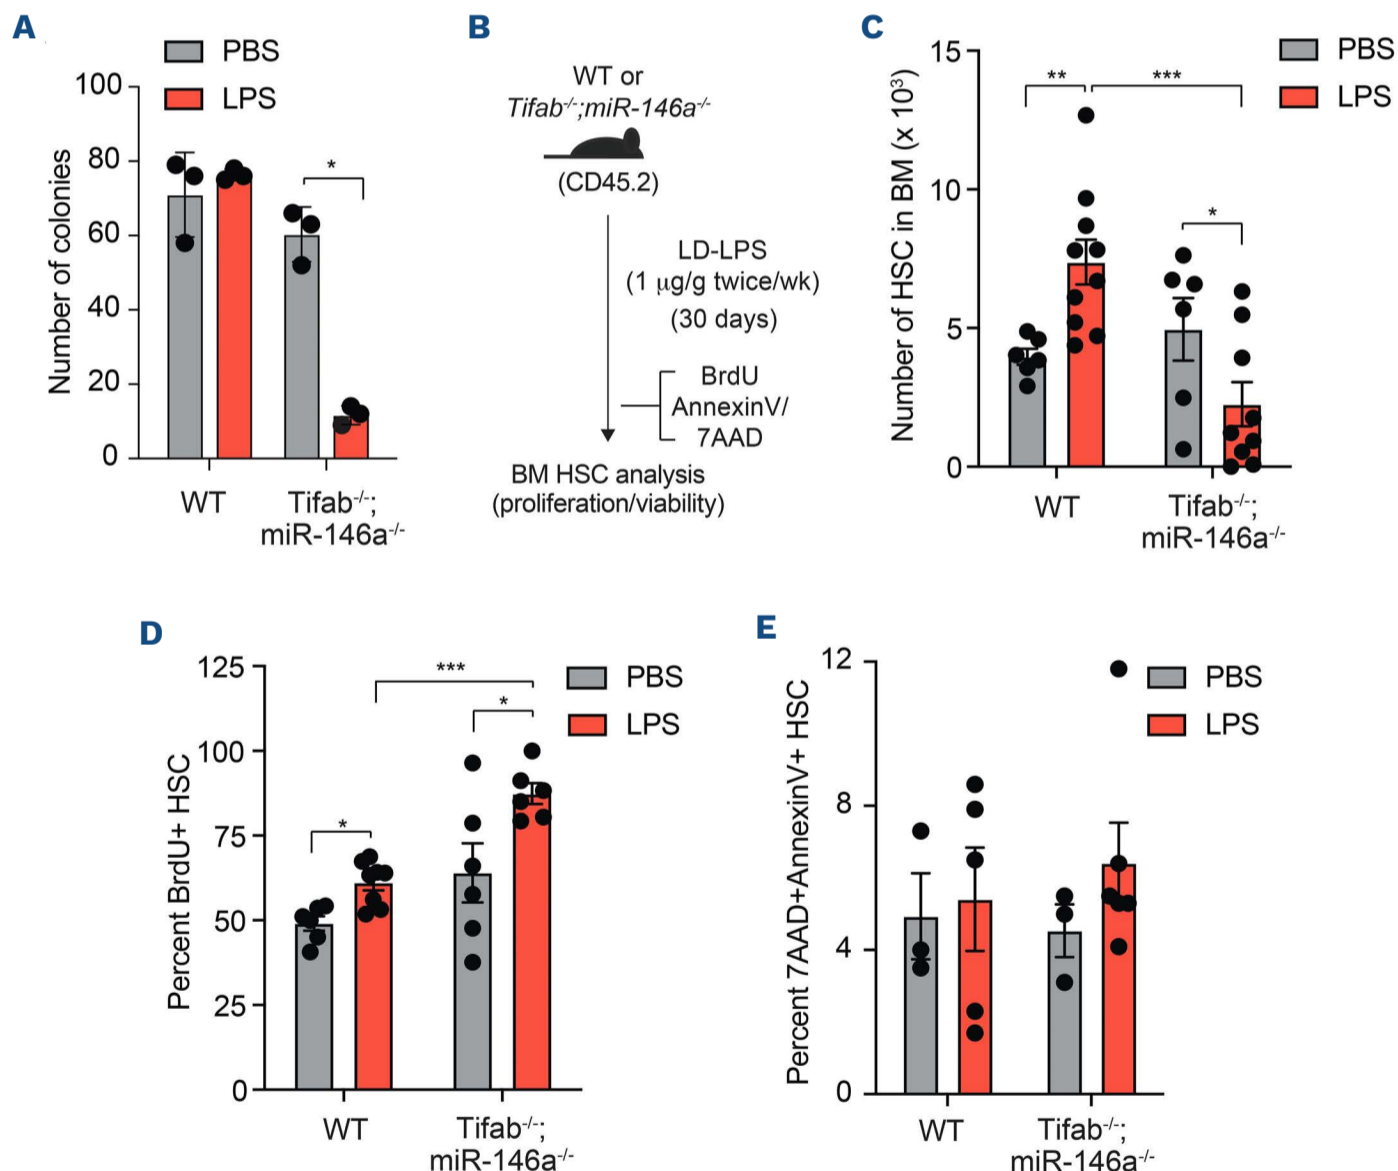 A
PBS
LPS
Number of colonies
100
80
60
40
20
0
*
WT
Tifab-/-;
miR-146a-/-
B
WT or
Tifab-/-;miR-146a-/-
(CD45.2)
LD-LPS
(1 µg/g twice/wk)
(30 days)
BrdU
AnnexinV/
7AAD
BM HSC analysis
(proliferation/viability)
C
PBS
LPS
Number of HSC in BM (x 10³)
15
10
5
0
**
***
*
WT
Tifab-/-;
miR-146a-/-
D
PBS
LPS
Percent BrdU+ HSC
125
100
75
50
25
0
***
*
*
WT
Tifab-/-;
miR-146a-/-
E
PBS
LPS
Percent 7AAD+AnnexinV+ HSC
12
8
4
0
WT
Tifab-/-;
miR-146a-/-